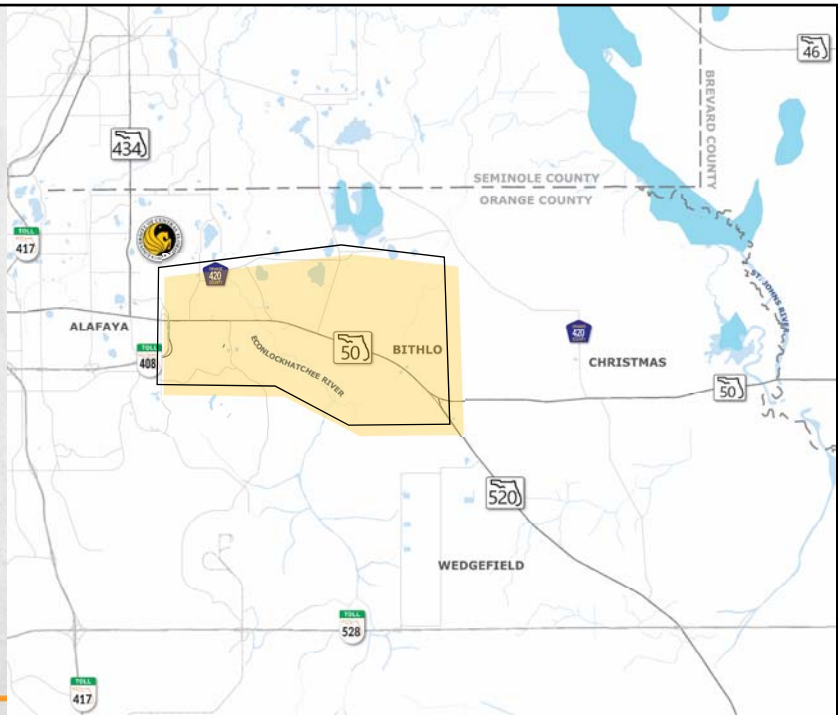 46
BREVARD COUNTY
434
SEMINOLE COUNTY
ORANGE COUNTY
TOLL
417
420
ST. JOHNS RIVER
ALAFAYA
420
50
BITHLO
ECONLOCKHATCHEE RIVER
TOLL
408
CHRISTMAS
50
520
WEDGEFIELD
TOLL
528
TOLL
417